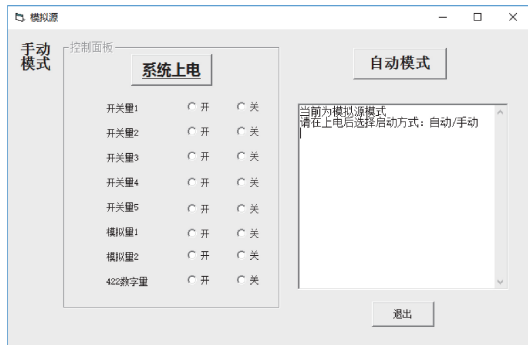 模拟源
手动
模式
控制面板
系统上电
开关量1 开 关
开关量2 开 关
开关量3 开 关
开关量4 开 关
开关量5 开 关
模拟量1 开 关
模拟量2 开 关
422数字量 开 关
自动模式
当前为模拟源模式
请在上电后选择启动方式：自动/手动
退出